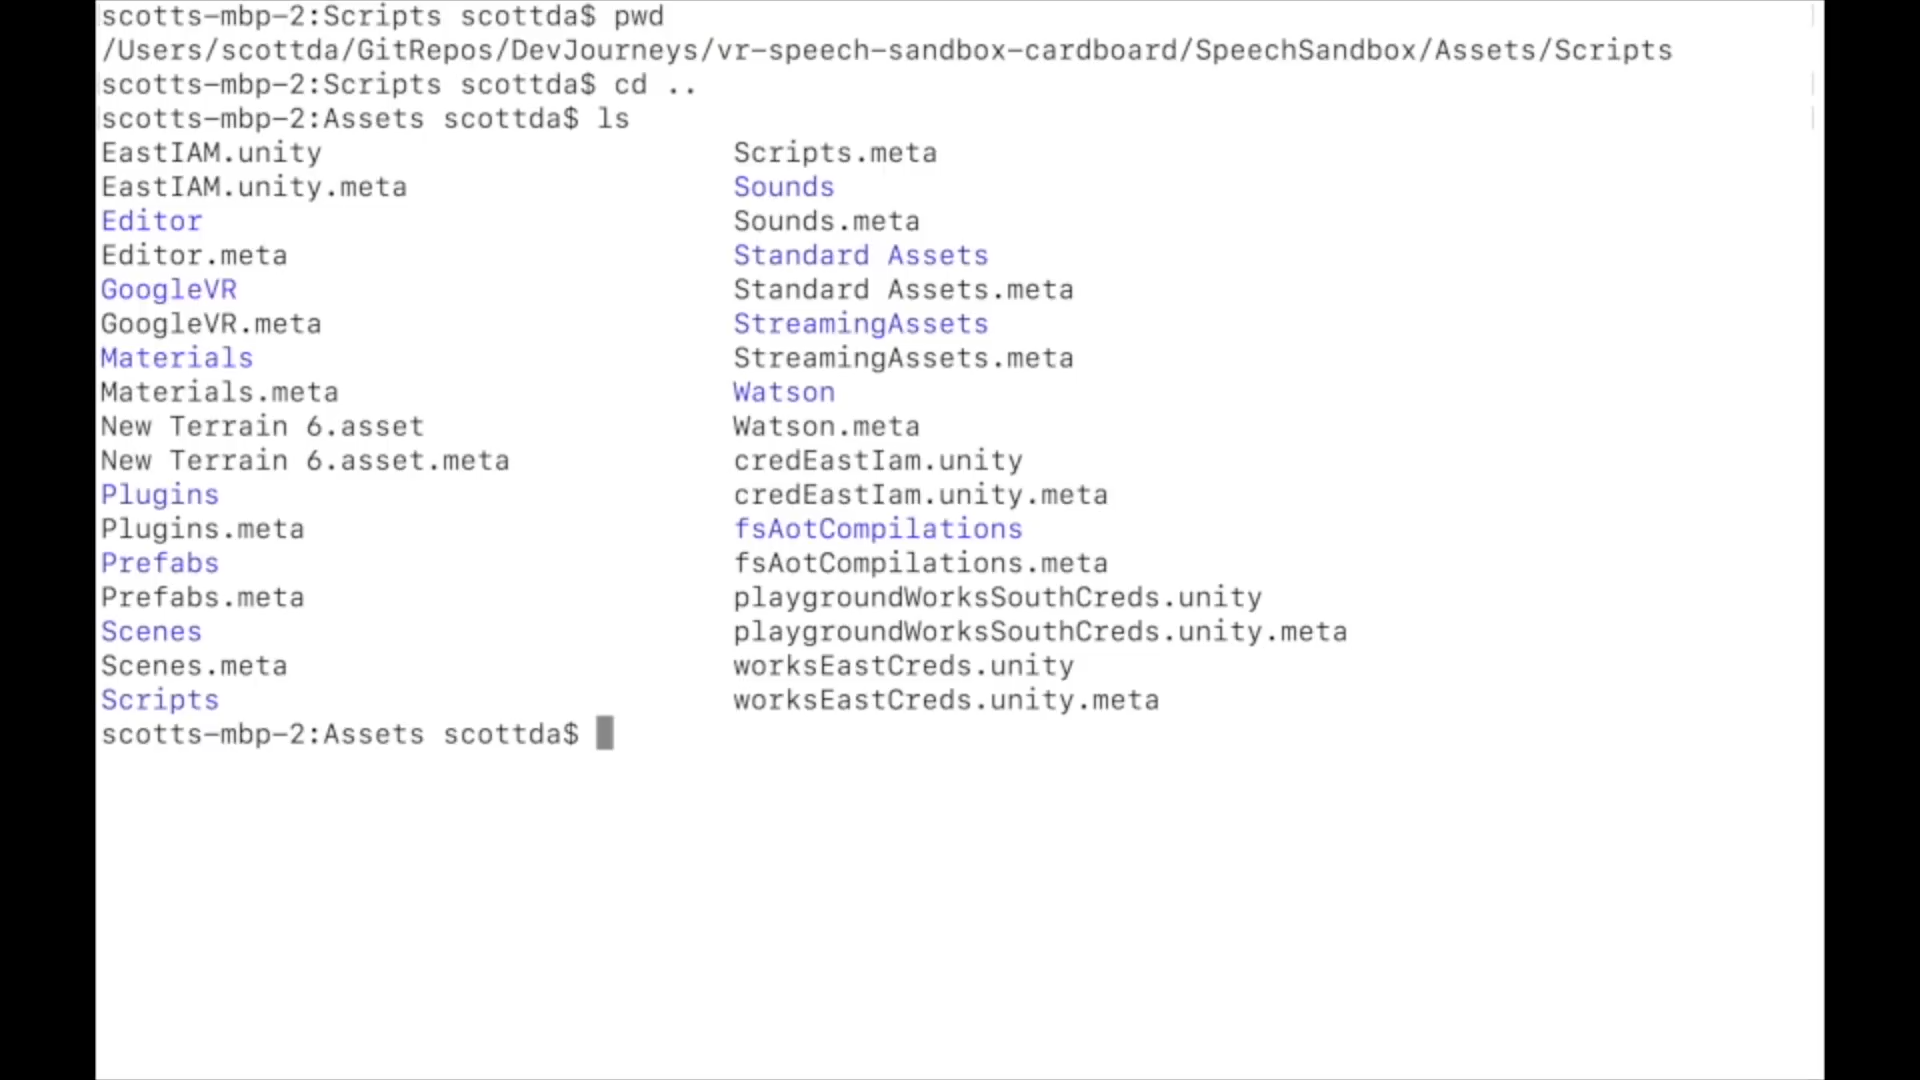 scotts-mbp-2:Scripts scottda$ pwd
/Users/scottda/GitRepos/DevJourneys/vr-speech-sandbox-cardboard/SpeechSandbox/Assets/Scripts
scotts-mbp-2:Scripts scottda$ cd ..
scotts-mbp-2:Assets scottda$ ls
EastIAM.unity Scripts.meta
EastIAM.unity.meta Sounds
Editor Sounds.meta
Editor.meta Standard Assets
GoogleVR Standard Assets.meta
GoogleVR.meta StreamingAssets
Materials StreamingAssets.meta
Materials.meta Watson
New Terrain 6.asset Watson.meta
New Terrain 6.asset.meta credEastIam.unity
Plugins credEastIam.unity.meta
Plugins.meta fsAotCompilations
Prefabs fsAotCompilations.meta
Prefabs.meta playgroundWorksSouthCreds.unity
Scenes playgroundWorksSouthCreds.unity.meta
Scenes.meta worksEastCreds.unity
Scripts worksEastCreds.unity.meta
scotts-mbp-2:Assets scottda$